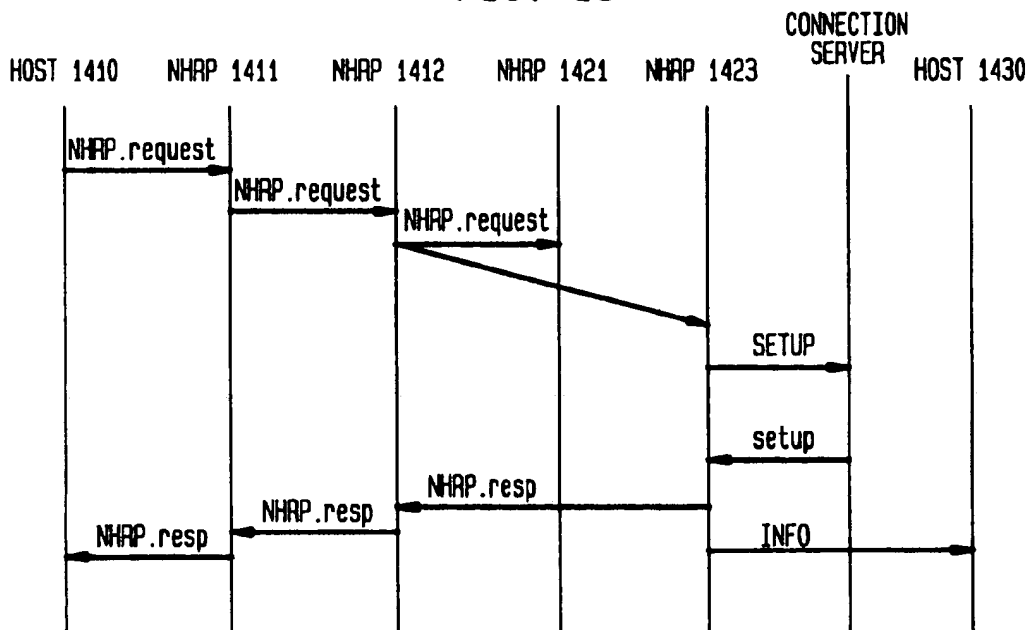 CONNECTION
SERVER
HOST 1410 NHRP 1411 NHRP 1412 NHRP 1421 NHRP 1423 HOST 1430
NHRP.request
NHRP.request
NHRP.request
SETUP
setup
NHRP.resp
NHRP.resp
NHRP.resp
INFO